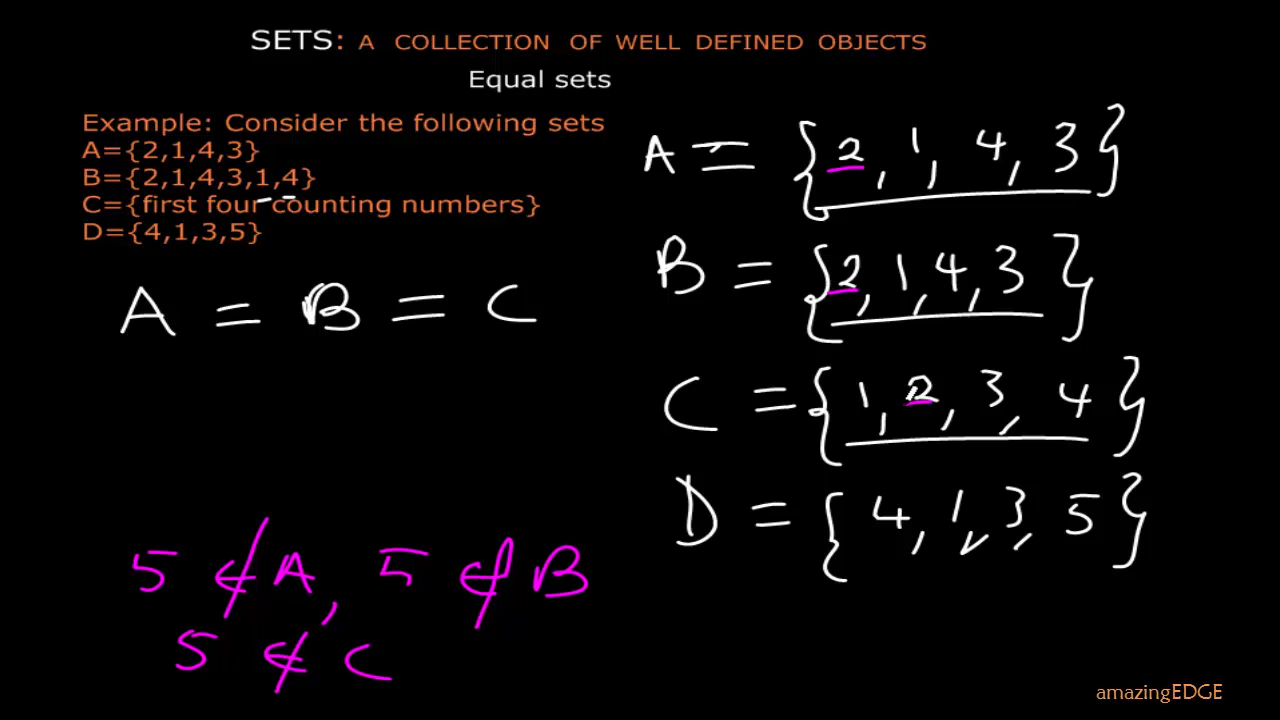 SETS: A COLLECTION OF WELL DEFINED OBJECTS
Equal sets
Example: Consider the following sets
A={2,1,4,3}
B={2,1,4,3,1,4}
C={first four counting numbers}
D={4,1,3,5}
A = B = C
5 ∉ A, 5 ∉ B
5 ∉ C
A = {2, 1, 4, 3}
B = {2, 1, 4, 3}
C = {1, 2, 3, 4}
D = {4, 1, 3, 5}
amazingEDGE